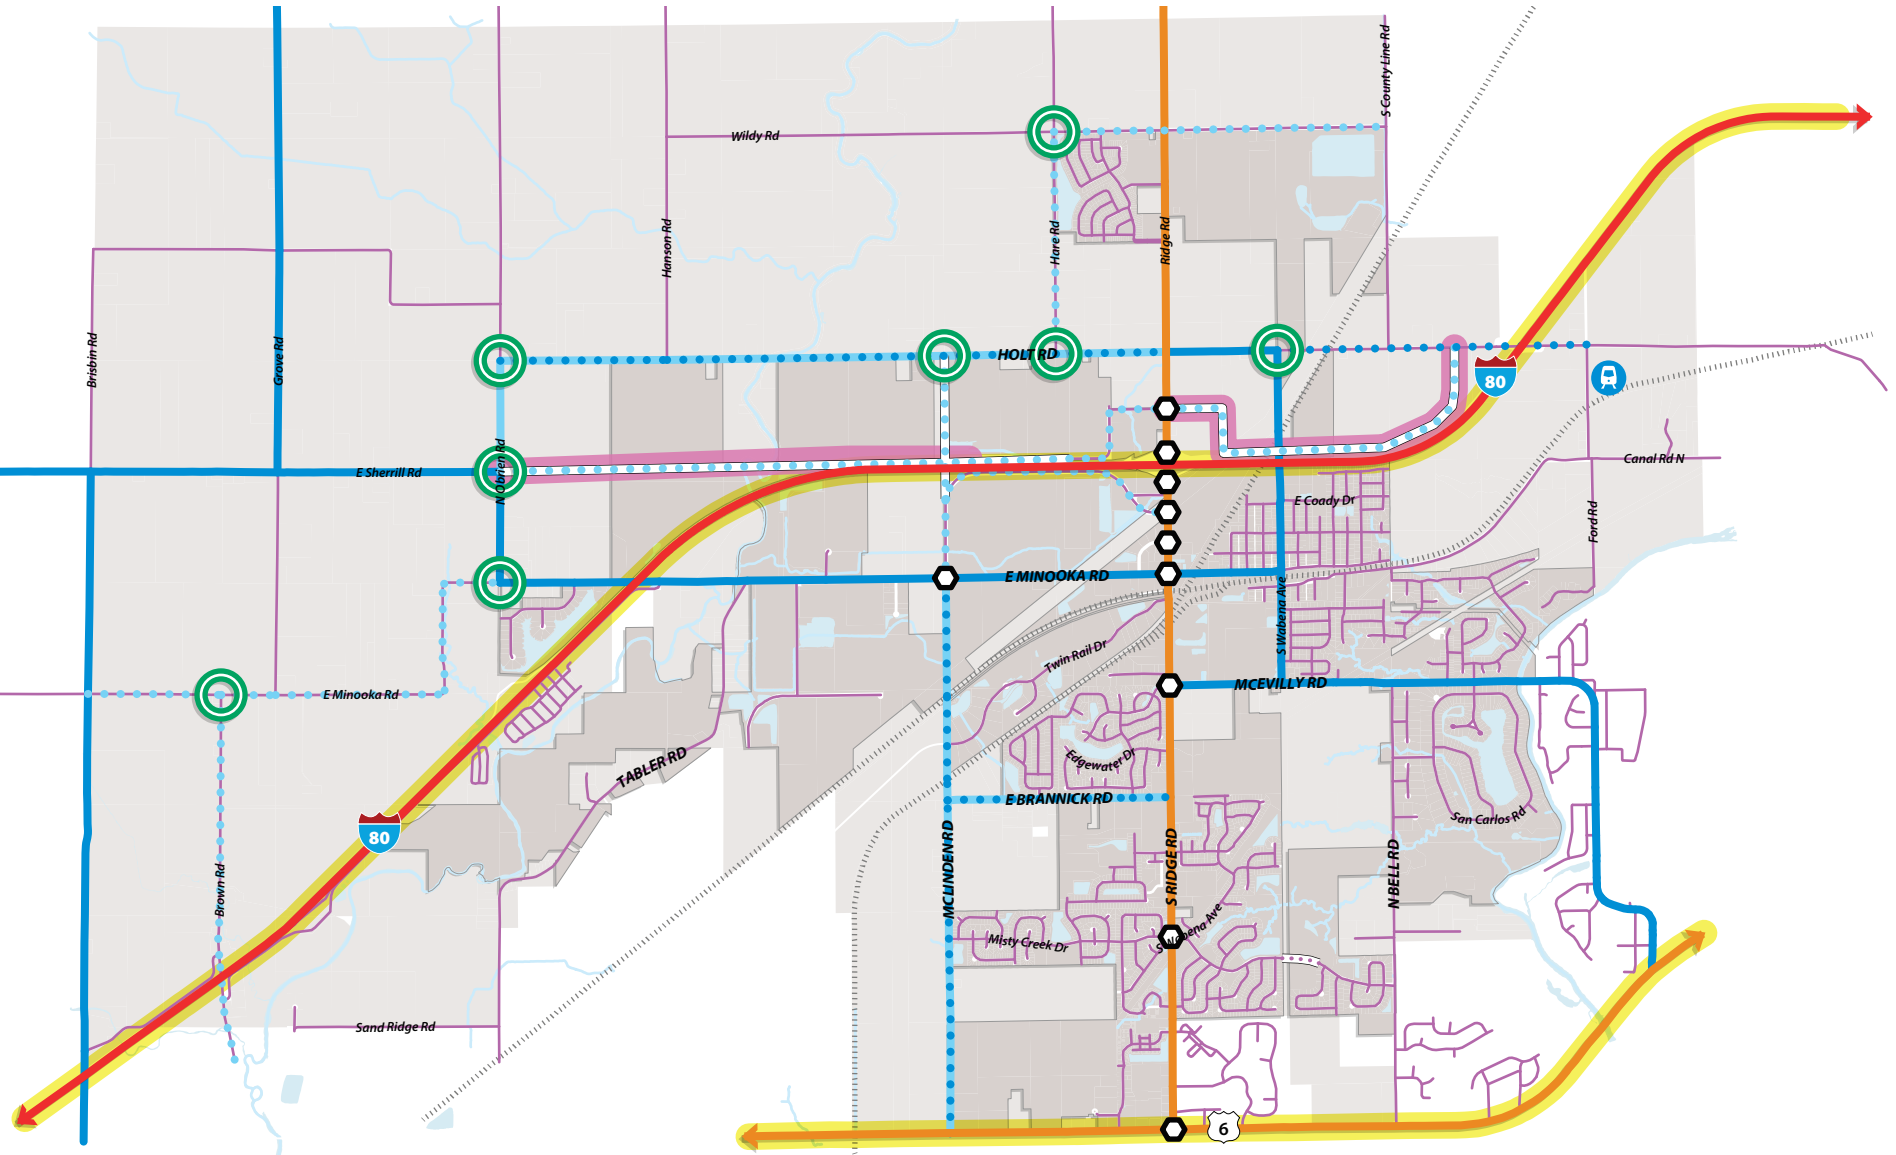 S County Line Rd
Wildy Rd
Hanson Rd
Hare Rd
Ridge Rd
Brisbin Rd
Grove Rd
HOLT RD
80
E Sherrill Rd
N Obrien Rd
Canal Rd N
E Coady Dr
Ford Rd
E MINOOKA RD
S Wabena Ave
Twin Rail Dr
E Minooka Rd
MCEVILLY RD
TABLER RD
Edgewater Dr
E BRANNICK RD
San Carlos Rd
80
MCLINDEN RD
S RIDGE RD
N BELL RD
Brown Rd
S Wabena Ave
Misty Creek Dr
Sand Ridge Rd
6